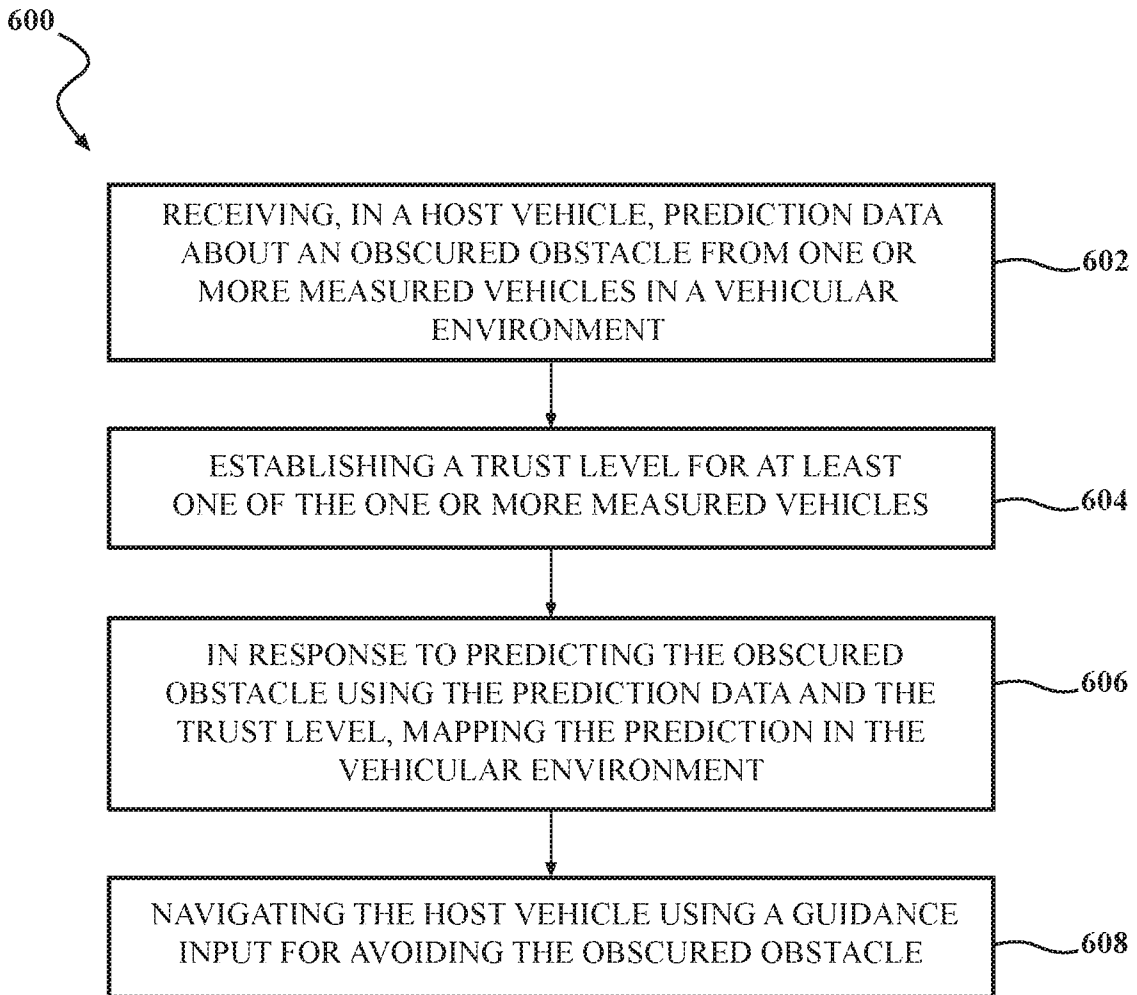 600
RECEIVING, IN A HOST VEHICLE, PREDICTION DATA
ABOUT AN OBSCURED OBSTACLE FROM ONE OR
MORE MEASURED VEHICLES IN A VEHICULAR
ENVIRONMENT
602
ESTABLISHING A TRUST LEVEL FOR AT LEAST
ONE OF THE ONE OR MORE MEASURED VEHICLES
604
IN RESPONSE TO PREDICTING THE OBSCURED
OBSTACLE USING THE PREDICTION DATA AND THE
TRUST LEVEL, MAPPING THE PREDICTION IN THE
VEHICULAR ENVIRONMENT
606
NAVIGATING THE HOST VEHICLE USING A GUIDANCE
INPUT FOR AVOIDING THE OBSCURED OBSTACLE
608